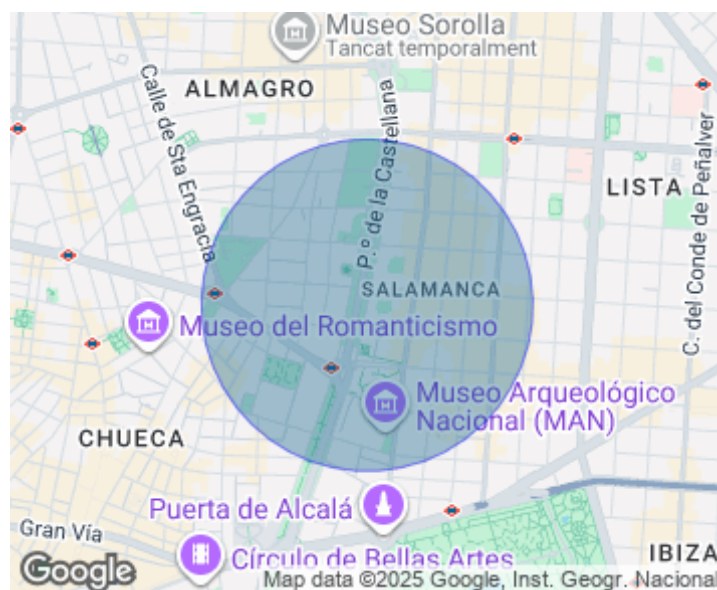 Museo Sorolla
Tancat temporalment
ALMAGRO
Calle de Sta Engracia
P.º de la Castellana
LISTA
C. del Conde de Peñalver
SALAMANCA
Museo del Romanticismo
Museo Arqueológico
Nacional (MAN)
CHUECA
Puerta de Alcalá
Gran Vía
Círculo de Bellas Artes
IBIZA
Google
Map data ©2025 Google, Inst. Geogr. Nacional